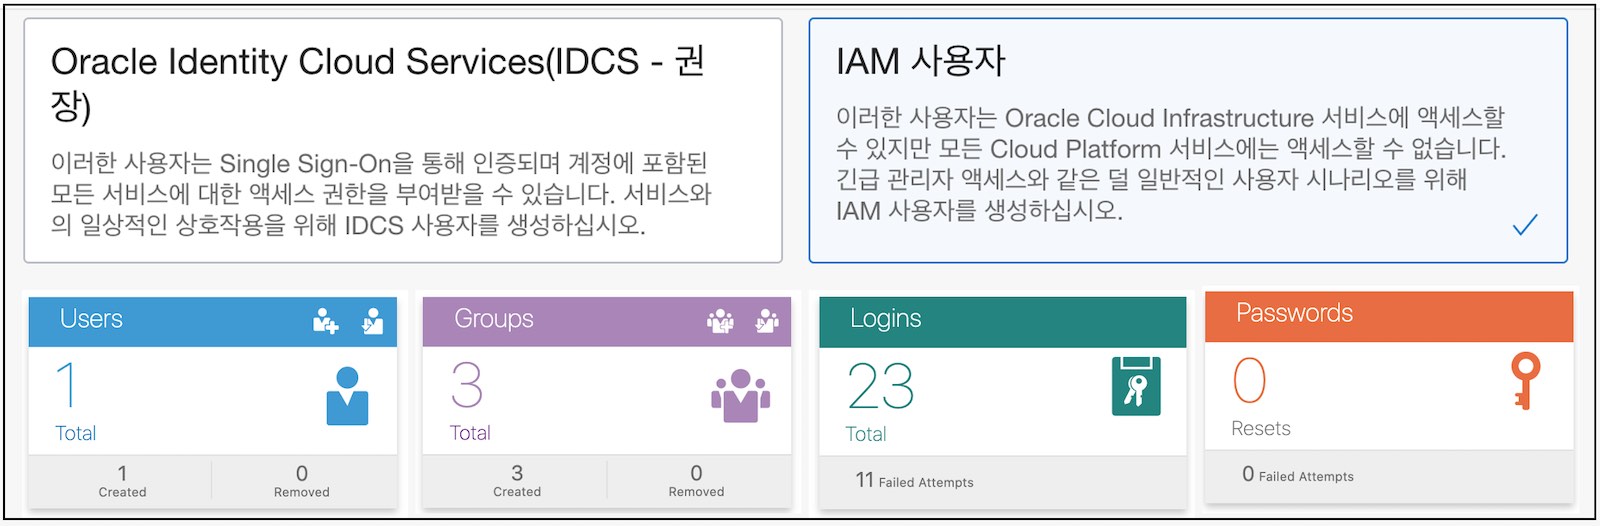 Oracle Identity Cloud Services(IDCS - 권
장)
이러한 사용자는 Single Sign-On을 통해 인증되며 계정에 포함된
모든 서비스에 대한 액세스 권한을 부여받을 수 있습니다. 서비스와
의 일상적인 상호작용을 위해 IDCS 사용자를 생성하십시오.
IAM 사용자
이러한 사용자는 Oracle Cloud Infrastructure 서비스에 액세스할
수 있지만 모든 Cloud Platform 서비스에는 액세스할 수 없습니다.
긴급 관리자 액세스와 같은 덜 일반적인 사용자 시나리오를 위해
IAM 사용자를 생성하십시오.
Users
1
Total
1
Created
0
Removed
Groups
3
Total
3
Created
0
Removed
Logins
23
Total
11 Failed Attempts
Passwords
0
Resets
0 Failed Attempts